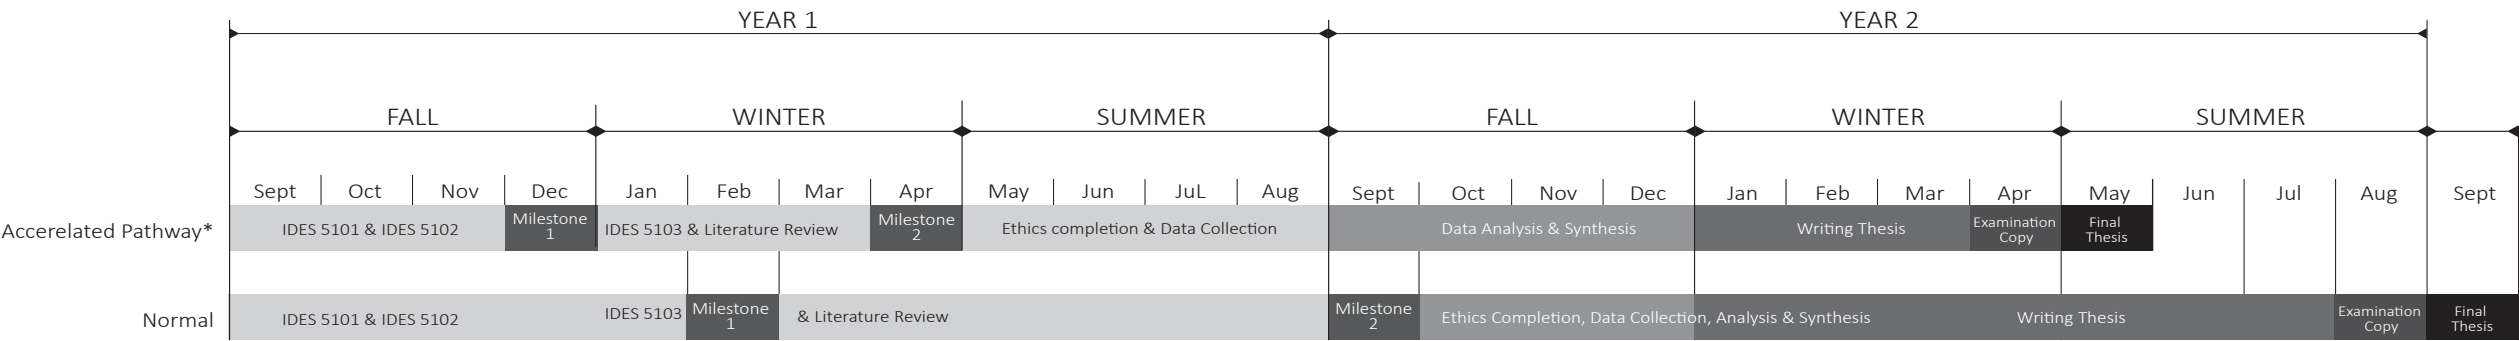 YEAR 1 YEAR 2
FALL WINTER SUMMER FALL WINTER SUMMER
Sept Oct Nov Dec Jan Feb Mar Apr May Jun JuL Aug Sept Oct Nov Dec Jan Feb Mar Apr May Jun Jul Aug Sept
Accerelated Pathway*
IDES 5101 & IDES 5102
Milestone
1
IDES 5103 & Literature Review
Milestone
2
Ethics completion & Data Collection
Data Analysis & Synthesis
Writing Thesis
Examination
Copy
Final
Thesis
Normal
IDES 5101 & IDES 5102
IDES 5103
Milestone
1
& Literature Review
Milestone
2
Ethics Completion, Data Collection, Analysis & Synthesis
Writing Thesis
Examination
Copy
Final
Thesis